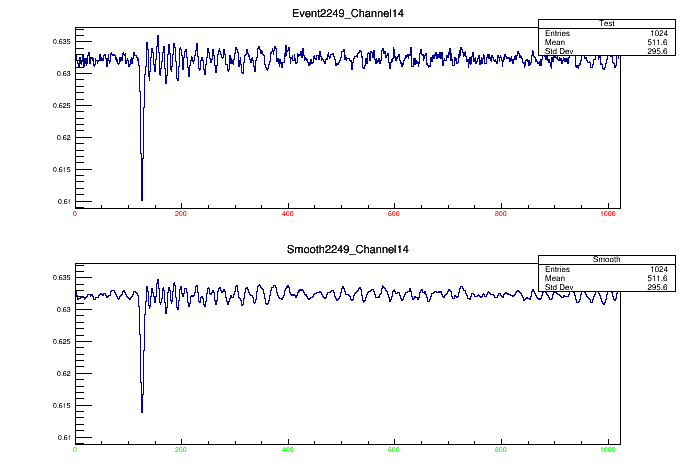 Event2249_Channel14
Test
Entries 1024
Mean 511.6
Std Dev 295.6
0.635
0.63
0.625
0.62
0.615
0.61
0 200 400 600 800 1000
Smooth2249_Channel14
Smooth
Entries 1024
Mean 511.6
Std Dev 295.6
0.635
0.63
0.625
0.62
0.615
0.61
0 200 400 600 800 1000